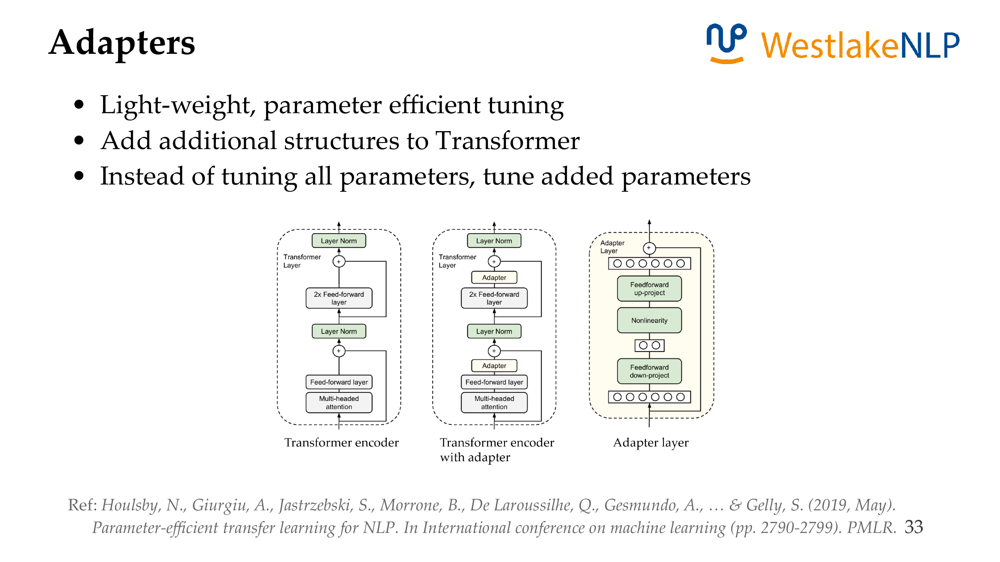 Adapters
WestlakeNLP
• Light-weight, parameter efficient tuning
• Add additional structures to Transformer
• Instead of tuning all parameters, tune added parameters
Layer Norm
Transformer
Layer
+
2x Feed-forward
layer
Layer Norm
+
Feed-forward layer
Multi-headed
attention
Transformer encoder
Layer Norm
Transformer
Layer
+
Adapter
2x Feed-forward
layer
Layer Norm
+
Adapter
Feed-forward layer
Multi-headed
attention
Transformer encoder
with adapter
Adapter
Layer
+
Feedforward
up-project
Nonlinearity
Feedforward
down-project
Adapter layer
Ref: Houlsby, N., Giurgiu, A., Jastrzebski, S., Morrone, B., De Laroussilhe, Q., Gesmundo, A., … & Gelly, S. (2019, May).
Parameter-efficient transfer learning for NLP. In International conference on machine learning (pp. 2790-2799). PMLR. 33